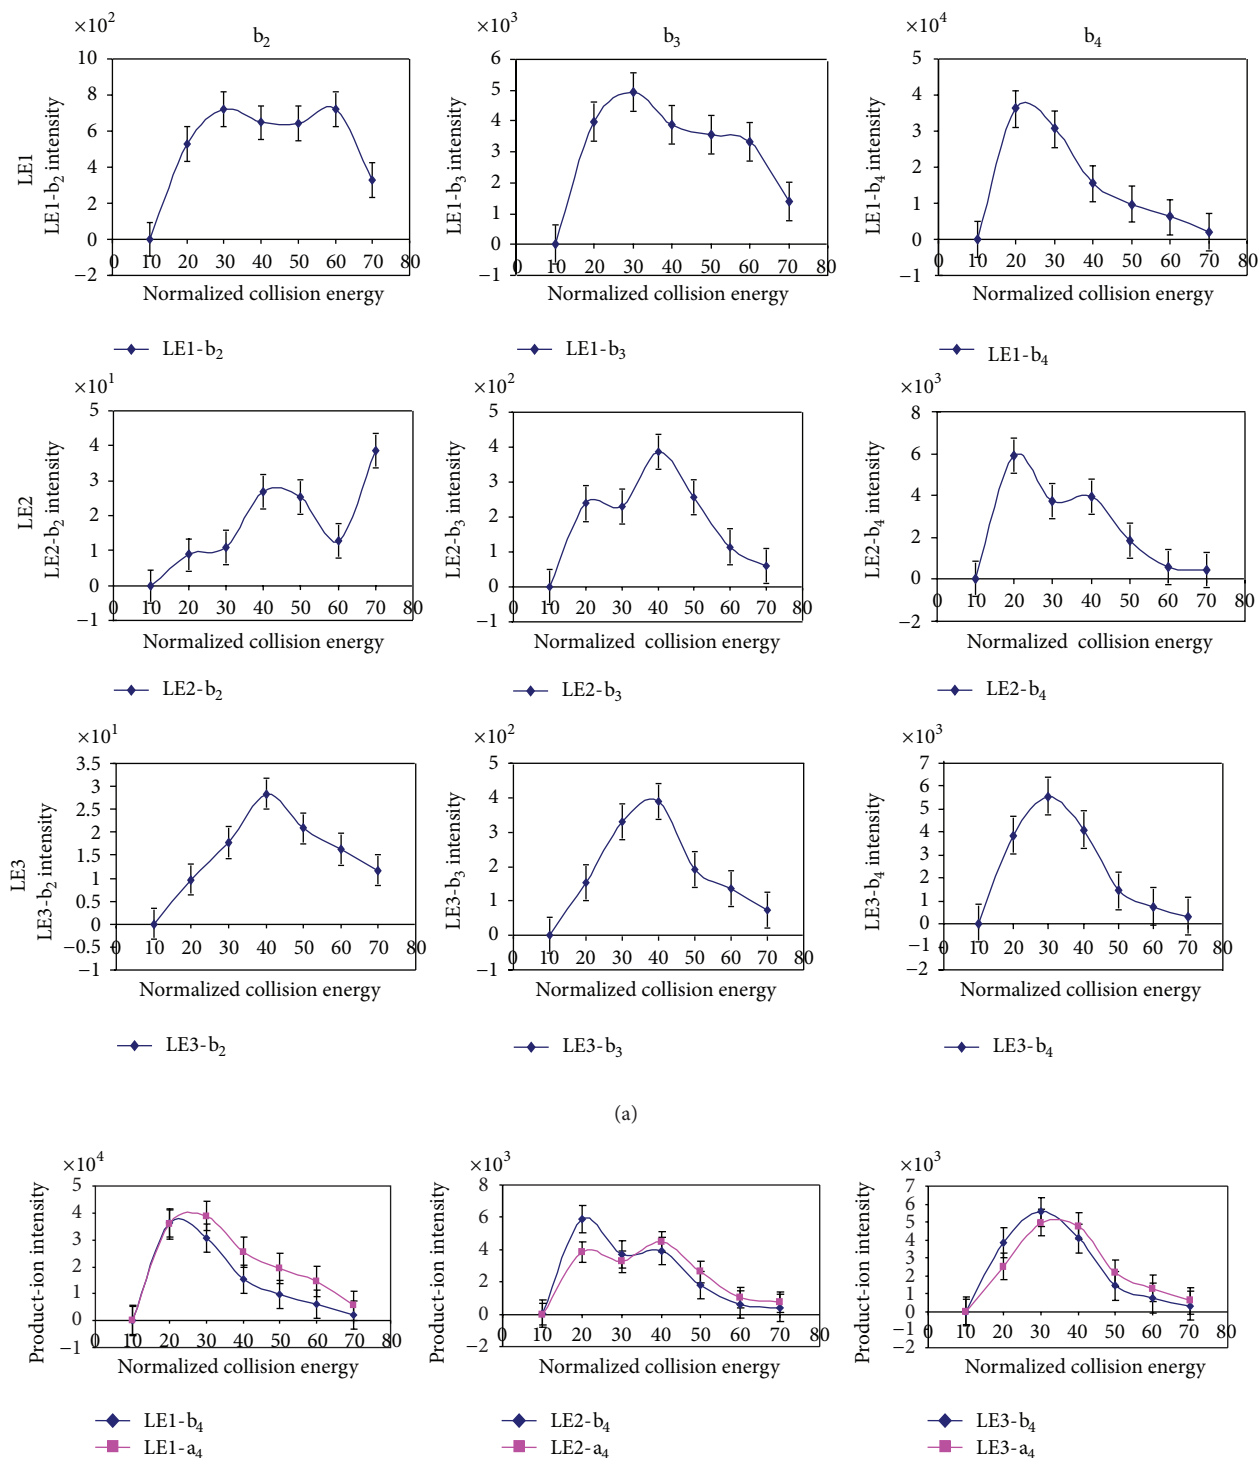 ×10²
b₂
10
8
6
4
2
0
−2
10 20 30 40 50 60 70 80
LE1
LE1-b₂ intensity
Normalized collision energy
LE1-b₂
×10³
b₃
6
5
4
3
2
1
0
−1
0 10 20 30 40 50 60 70 80
LE1-b₃ intensity
Normalized collision energy
LE1-b₃
×10⁴
b₄
5
4
3
2
1
0
−1
0 10 20 30 40 50 60 70 80
LE1-b₄ intensity
Normalized collision energy
LE1-b₄
×10¹
5
4
3
2
1
0
−1
0 10 20 30 40 50 60 70 80
LE2
LE2-b₂ intensity
Normalized collision energy
LE2-b₂
×10²
5
4
3
2
1
0
−1
0 10 20 30 40 50 60 70 80
LE2-b₃ intensity
Normalized collision energy
LE2-b₃
×10³
8
6
4
2
0
−2
0 10 20 30 40 50 60 70 80
LE2-b₄ intensity
Normalized collision energy
LE2-b₄
×10¹
3.5
3
2.5
2
1.5
1
0.5
0
−0.5
−1
0 10 20 30 40 50 60 70 80
LE3
LE3-b₂ intensity
Normalized collision energy
LE3-b₂
×10²
5
4
3
2
1
0
−1
0 10 20 30 40 50 60 70 80
LE3-b₃ intensity
Normalized collision energy
LE3-b₃
×10³
7
6
5
4
3
2
1
0
−1
−2
0 10 20 30 40 50 60 70 80
LE3-b₄ intensity
Normalized collision energy
LE3-b₄
(a)
×10⁴
5
4
3
2
1
0
−1
0 10 20 30 40 50 60 70 80
Product-ion intensity
Normalized collision energy
LE1-b₄
LE1-a₄
×10³
8
6
4
2
0
−2
0 10 20 30 40 50 60 70 80
Product-ion intensity
Normalized collision energy
LE2-b₄
LE2-a₄
×10³
7
6
5
4
3
2
1
0
−1
−2
0 10 20 30 40 50 60 70 80
Product-ion intensity
Normalized collision energy
LE3-b₄
LE3-a₄